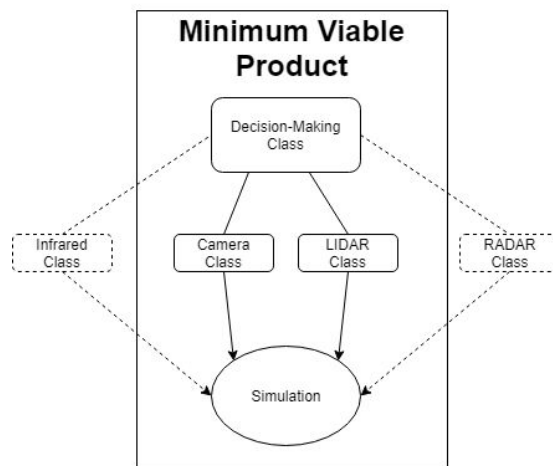 Minimum Viable
Product
Decision-Making
Class
Infrared
Class
Camera
Class
LIDAR
Class
RADAR
Class
Simulation